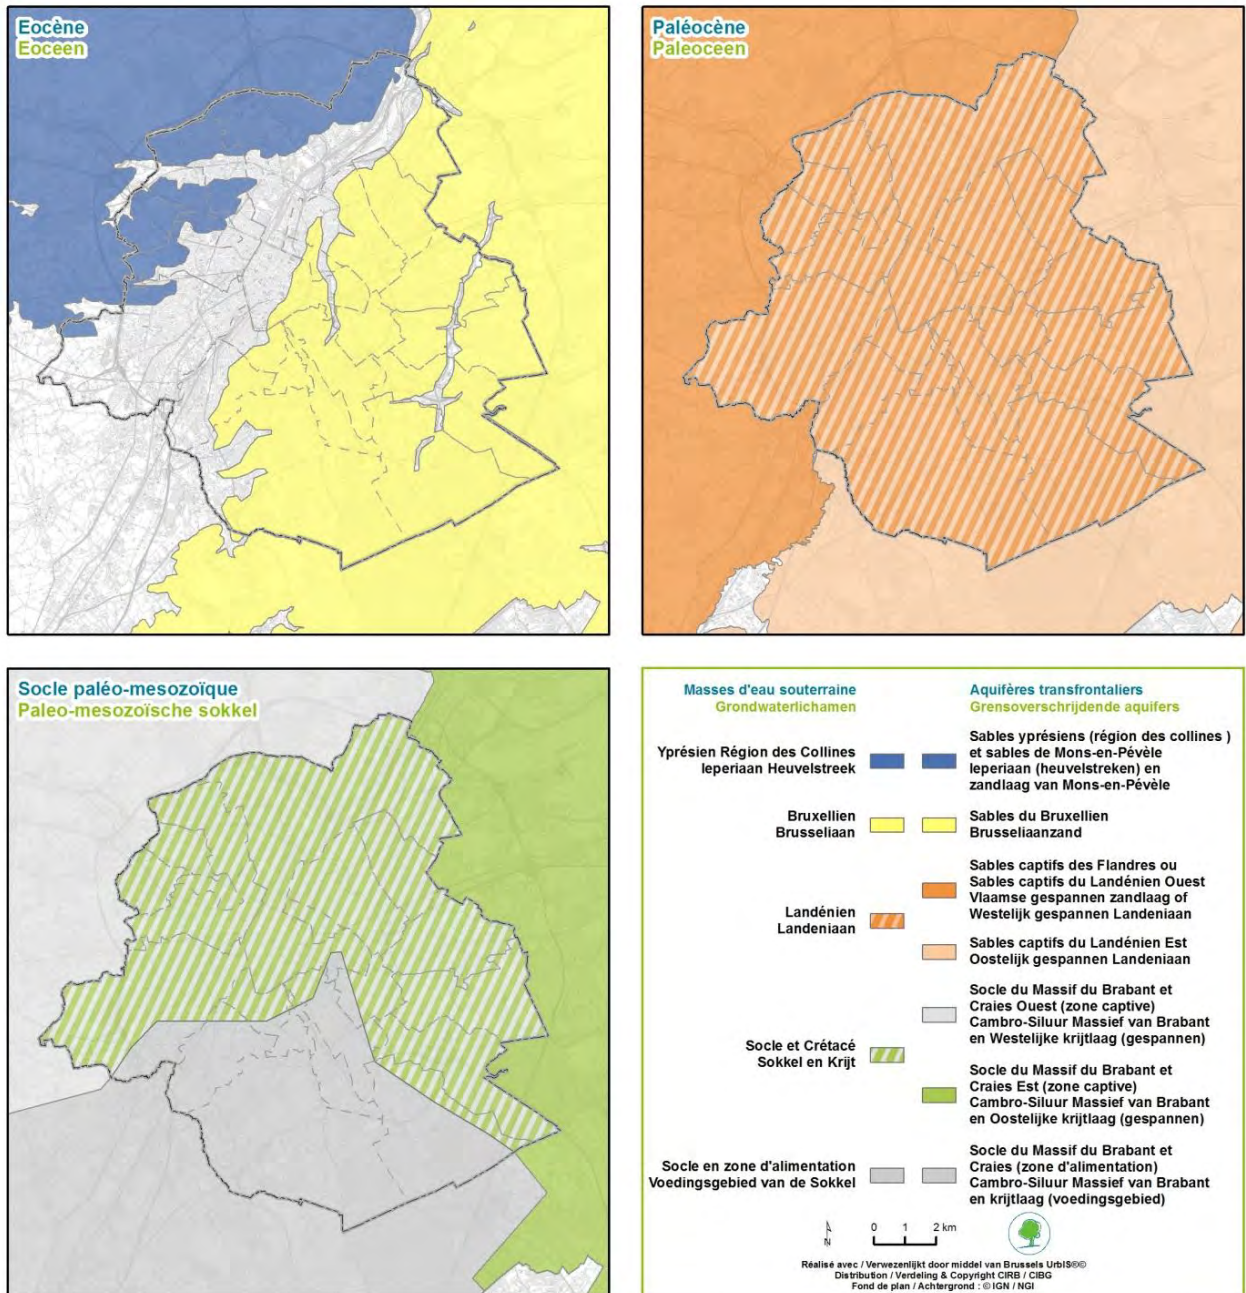 Eocène
Eoceen
Paléocène
Paleoceen
Socle paléo-mesozoïque
Paleo-mesozoïsche sokkel
Masses d'eau souterraine
Grondwaterlichamen
Aquifères transfrontaliers
Grensoverschrijdende aquifers
Yprésien Région des Collines
Ieperiaan Heuvelstreek
Sables yprésiens (région des collines )
et sables de Mons-en-Pévèle
Ieperiaan (heuvelstreken) en
zandlaag van Mons-en-Pévèle
Bruxellien
Brusseliaan
Sables du Bruxellien
Brusseliaanzand
Landénien
Landeniaan
Sables captifs des Flandres ou
Sables captifs du Landénien Ouest
Vlaamse gespannen zandlaag of
Westelijk gespannen Landeniaan
Sables captifs du Landénien Est
Oostelijk gespannen Landeniaan
Socle et Crétacé
Sokkel en Krijt
Socle du Massif du Brabant et
Craies Ouest (zone captive)
Cambro-Siluur Massief van Brabant
en Westelijke krijtlaag (gespannen)
Socle du Massif du Brabant et
Craies Est (zone captive)
Cambro-Siluur Massief van Brabant
en Oostelijke krijtlaag (gespannen)
Socle en zone d'alimentation
Voedingsgebied van de Sokkel
Socle du Massif du Brabant et
Craies (zone d'alimentation)
Cambro-Siluur Massief van Brabant
en krijtlaag (voedingsgebied)
N
0 1 2 km
Réalisé avec / Verwezenlijkt door middel van Brussels UrbIS®©
Distribution / Verdeling & Copyright CIRB / CIBG
Fond de plan / Achtergrond : © IGN / NGI